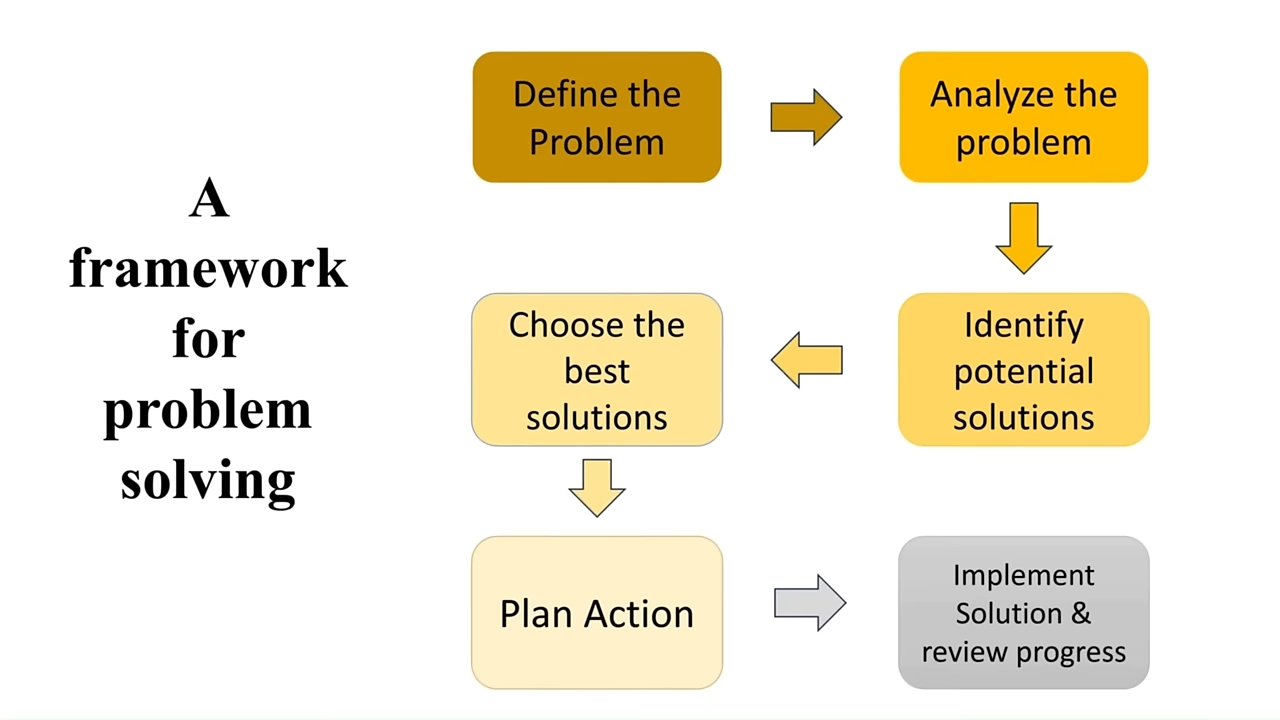 A
framework
for
problem
solving
Define the
Problem
Analyze the
problem
Identify
potential
solutions
Choose the
best
solutions
Plan Action
Implement
Solution &
review progress